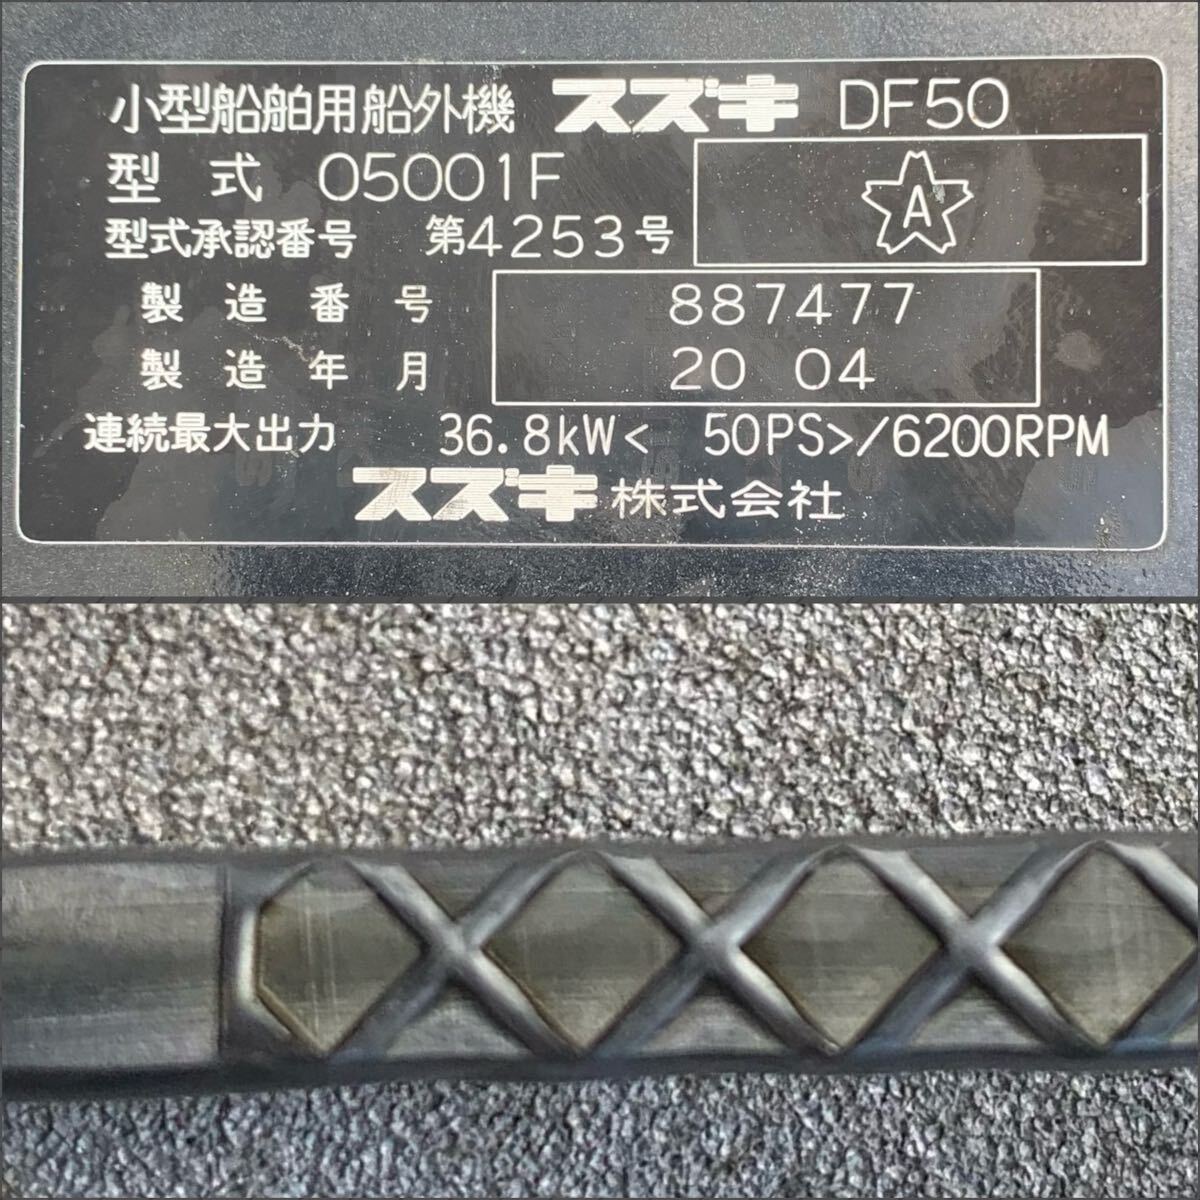 小型船舶用船外機 スズキ DF50
型式 05001F
A
型式承認番号 第4253号
製造番号 887477
製造年月 20 04
連続最大出力 36.8kW< 50PS>/6200RPM
スズキ株式会社